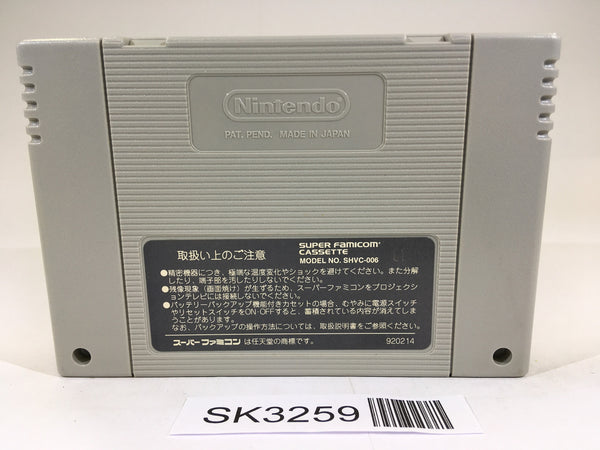 Nintendo
PAT. PEND. MADE IN JAPAN
取扱い上のご注意
SUPER FAMICOM
CASSETTE
MODEL NO. SHVC-006
●精密機器につき、極端な温度変化やショックを避けてください。また分解
したり、端子部を汚したりしないでください。
●残像現象(画面焼け)が生ずるため、スーパーファミコンをプロジェクシ
ョンテレビには接続しないでください。
●バッテリーバックアップ機能付きカセットの場合、むやみに電源スイッチ
やリセットスイッチをON・OFFすると、蓄積されている内容が消えてしま
うことがあります。
なお、バックアップの操作方法については、取扱説明書をご参照ください。
スーパーファミコン は任天堂の商標です。
920214
SK3259